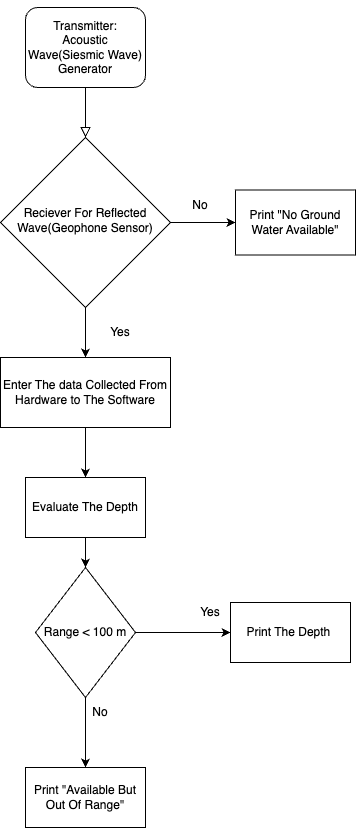 Transmitter:
Acoustic
Wave(Siesmic Wave)
Generator
Reciever For Reflected
Wave(Geophone Sensor)
No
Print "No Ground
Water Available"
Yes
Enter The data Collected From
Hardware to The Software
Evaluate The Depth
Range < 100 m
Yes
Print The Depth
No
Print "Available But
Out Of Range"